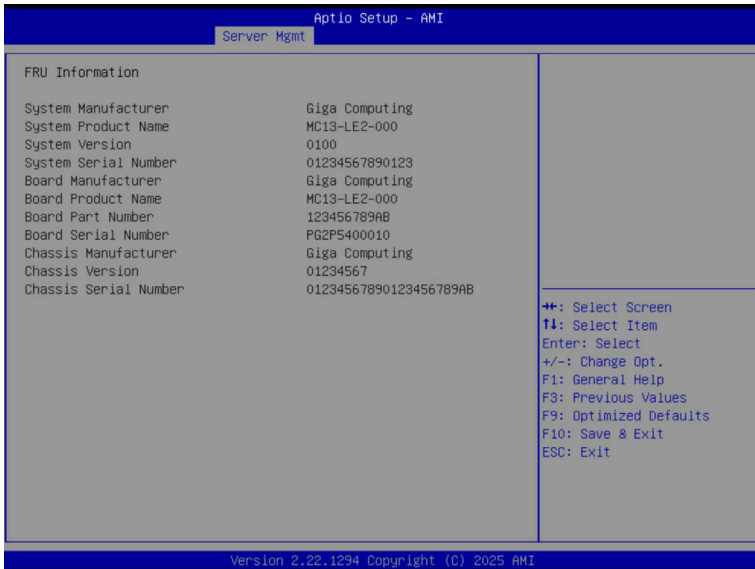 Aptio Setup - AMI
Server Mgmt
FRU Information
System Manufacturer Giga Computing
System Product Name MC13-LE2-000
System Version 0100
System Serial Number 01234567890123
Board Manufacturer Giga Computing
Board Product Name MC13-LE2-000
Board Part Number 123456789AB
Board Serial Number PG2P5400010
Chassis Manufacturer Giga Computing
Chassis Version 01234567
Chassis Serial Number 01234567890123456789AB
→←: Select Screen
↑↓: Select Item
Enter: Select
+/-: Change Opt.
F1: General Help
F3: Previous Values
F9: Optimized Defaults
F10: Save & Exit
ESC: Exit
Version 2.22.1294 Copyright (C) 2025 AMI